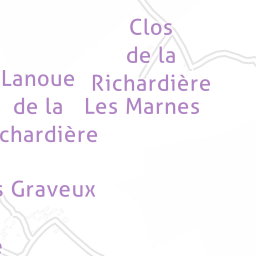 Clos
de la
Richardière
Lanoue
de la
chardière
Les Marnes
s Graveux
e